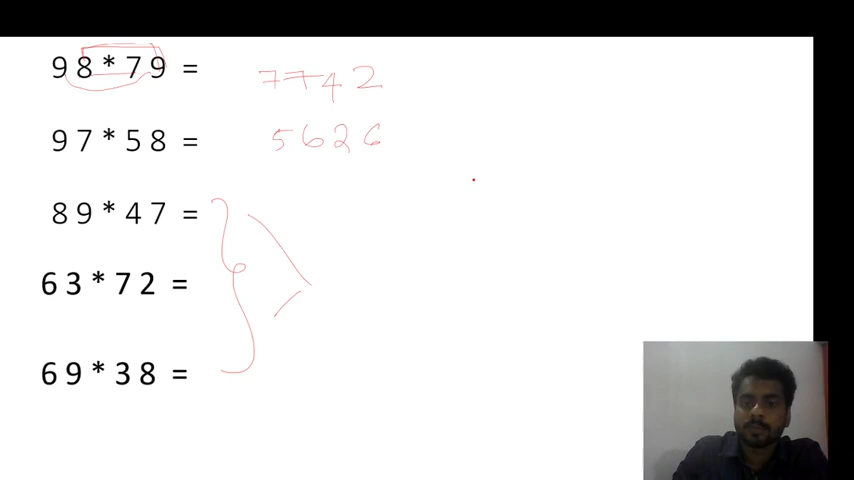 98*79 = 7742
97*58 = 5626
89*47 =
63*72 =
69*38 =